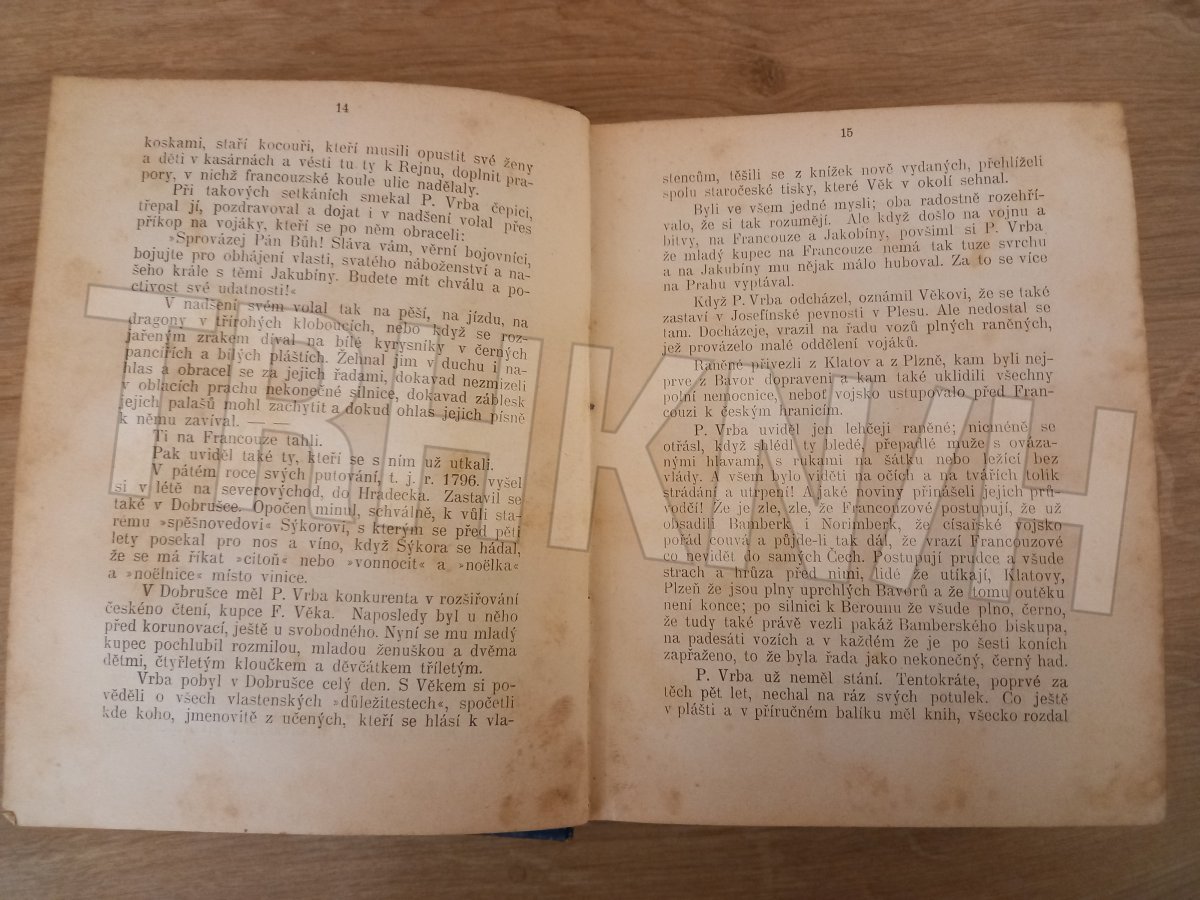 14
koskami, staří kocouři, kteří musili opustit své ženy
a děti v kasárnách a vésti tu ty k Rejnu, doplnit pra-
pory, v nichž francouzské koule ulic nadělaly.
Při takových setkáních smekal P. Vrba čepici,
třepal jí, pozdravoval a dojat i v nadšení volal přes
příkop na vojáky, kteří se po něm obraceli:
»Sprovázej Pán Bůh! Sláva vám, věrní bojovníci,
bojujte pro obhájení vlasti, svatého náboženství a na-
šeho krále s těmi Jakubíny. Budete mít chválu a po-
ctivost své udatnosti!«
V nadšení svém volal tak na pěší, na jízdu, na
dragony v třírohých kloboucích, nebo když se roz-
jařeným zrakem díval na bílé kyrysníky v černých
pancířích a bílých pláštích. Žehnal jim v duchu i na-
hlas a obracel se za jejich řadami, dokavad nezmizeli
v oblacích prachu nekonečné silnice, dokavad záblesk
jejich palašů mohl zachytit a dokud ohlas jejich písně
k němu zavíval. — —
Ti na Francouze táhli.
Pak uviděl také ty, kteří se s ním už utkali.
V pátém roce svých putování, t. j. r. 1796. vyšel
si v létě na severovýchod, do Hradecka. Zastavil se
také v Dobrušce. Opočen minul, schválně, k vůli sta-
rému »spěšnovedovi« Sýkorovi, s kterým se před pěti
lety posekal pro nos a víno, když Sýkora se hádal,
že se má říkat »citoň« nebo »vonnocit« a »noëlka«
a »noëlnice« místo vinice.
V Dobrušce měl P. Vrba konkurenta v rozšiřování
českého čtení, kupce F. Věka. Naposledy byl u něho
před korunovací, ještě u svobodného. Nyní se mu mladý
kupec pochlubil rozmilou, mladou ženuškou a dvěma
dětmi, čtyřletým kloučkem a děvčátkem tříletým.
Vrba pobyl v Dobrušce celý den. S Věkem si po-
věděli o všech vlastenských »důležitestech«, spočetli
kde koho, jmenovitě z učených, kteří se hlásí k vla-
15
stencům, těšili se z knížek nově vydaných, přehlíželi
spolu staročeské tisky, které Věk v okolí sehnal.
Byli ve všem jedné mysli; oba radostně rozehří-
valo, že si tak rozumějí. Ale když došlo na vojnu a
bitvy, na Francouze a Jakobíny, povšiml si P. Vrba
že mladý kupec na Francouze nemá tak tuze svrchu
a na Jakubíny mu nějak málo huboval. Za to se více
na Prahu vyptával.
Když P. Vrba odcházel, oznámil Věkovi, že se také
zastaví v Josefinské pevnosti v Plesu. Ale nedostal se
tam. Docházeje, vrazil na řadu vozů plných raněných,
jež provázelo malé oddělení vojáků.
Raněné přivezli z Klatov a z Plzně, kam byli nej-
prve z Bavor dopraveni a kam také uklidili všechny
polní nemocnice, neboť vojsko ustupovalo před Fran-
couzi k českým hranicím.
P. Vrba uviděl jen lehčeji raněné; nicméně se
otřásl, když shlédl ty bledé, přepadlé muže s ováza-
nými hlavami, s rukami na šátku nebo ležící bez
vlády. A všem bylo viděti na očích a na tvářích tolik
strádání a utrpení! A jaké noviny přinášeli jejich prů-
vodčí! Že je zle, zle, že Francouzové postupují, že už
obsadili Bamberk i Norimberk, že císařské vojsko
pořád couvá a půjde-li tak dál, že vrazí Francouzové
co nevidět do samých Čech. Postupují prudce a všude
strach a hrůza před nimi, lidé že utíkají, Klatovy,
Plzeň že jsou plny uprchlých Bavorů a že tomu outěku
není konce; po silnici k Berounu že všude plno, černo,
že tudy také právě vezli pakáž Bamberského biskupa,
na padesáti vozích a v každém že je po šesti koních
zapřaženo, to že byla řada jako nekonečný, černý had.
P. Vrba už neměl stání. Tentokráte, poprvé za
těch pět let, nechal na ráz svých potulek. Co ještě
v plášti a v příručném balíku měl knih, všecko rozdal